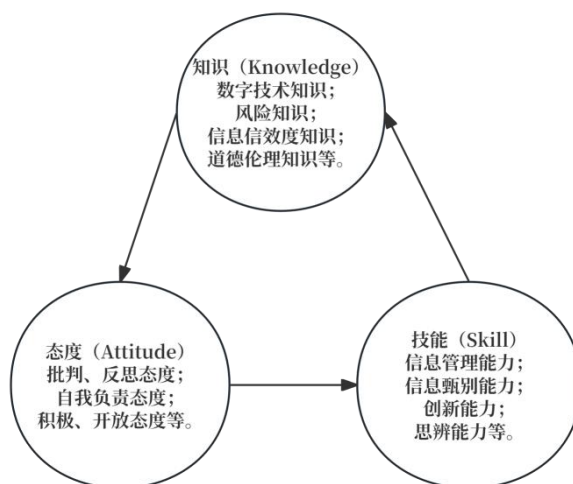 知识（Knowledge）
数字技术知识；
风险知识；
信息信效度知识；
道德伦理知识等。
态度（Attitude）
批判、反思态度；
自我负责态度；
积极、开放态度等。
技能（Skill）
信息管理能力；
信息甄别能力；
创新能力；
思辨能力等。